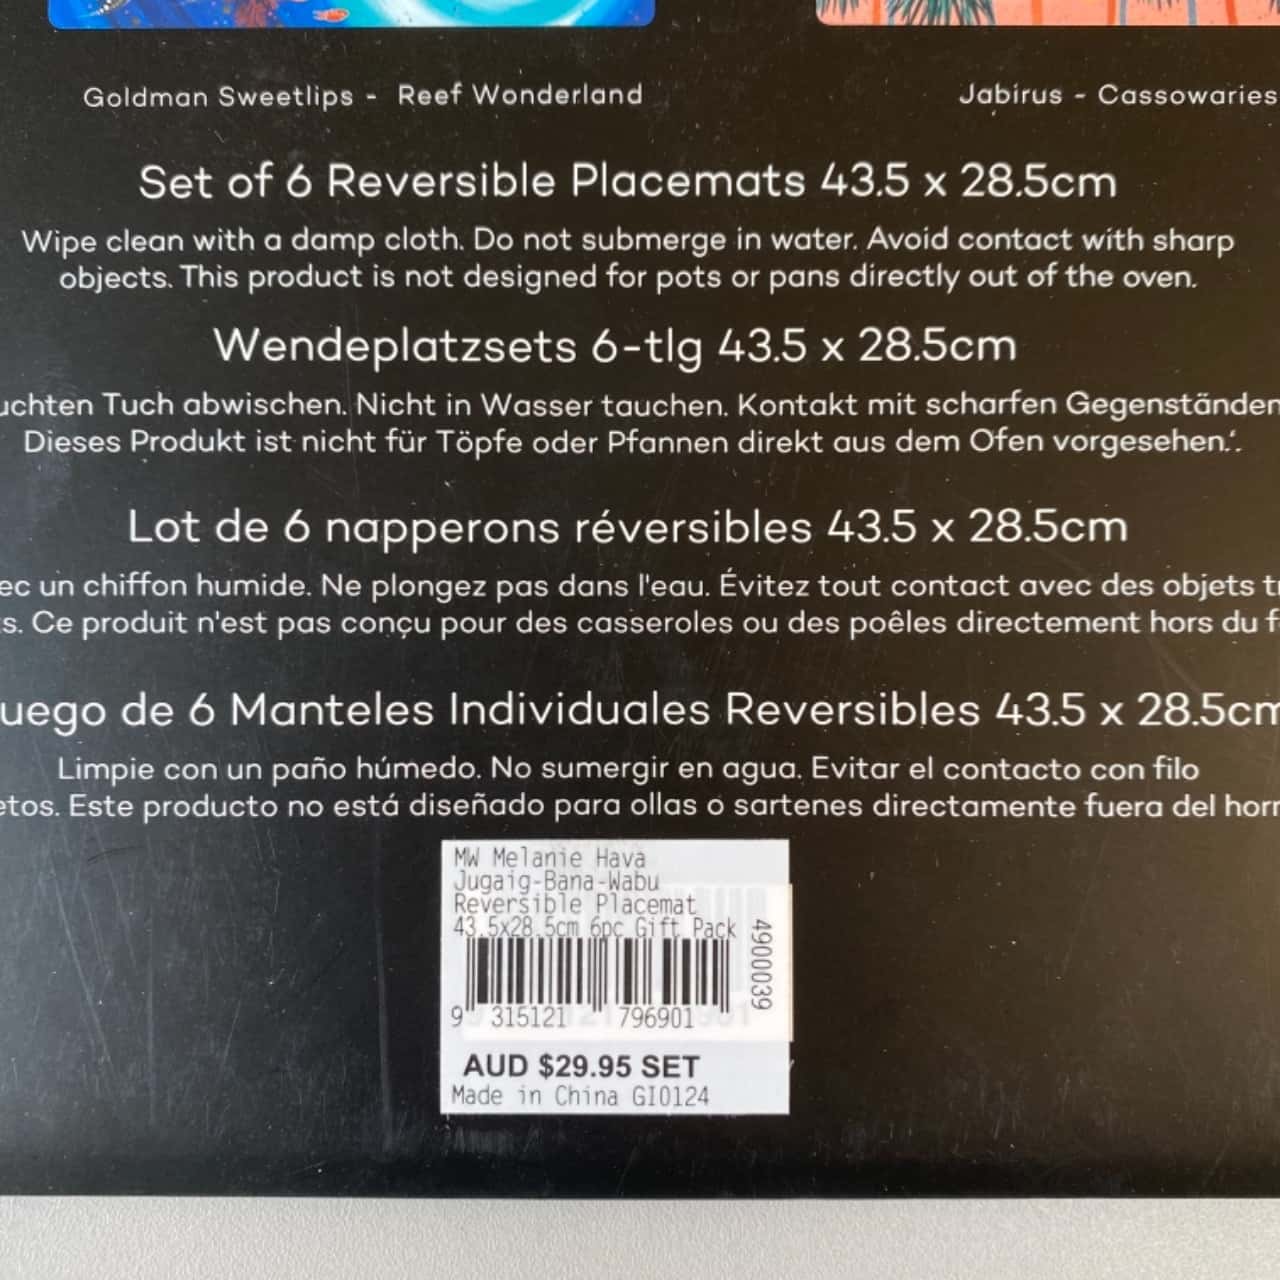 Goldman Sweetlips - Reef Wonderland
Jabirus - Cassowaries
Set of 6 Reversible Placemats 43.5 x 28.5cm
Wipe clean with a damp cloth. Do not submerge in water. Avoid contact with sharp
objects. This product is not designed for pots or pans directly out of the oven.
Wendeplatzsets 6-tlg 43.5 x 28.5cm
uchten Tuch abwischen. Nicht in Wasser tauchen. Kontakt mit scharfen Gegenständen
Dieses Produkt ist nicht für Töpfe oder Pfannen direkt aus dem Ofen vorgesehen.‘.
Lot de 6 napperons réversibles 43.5 x 28.5cm
ec un chiffon humide. Ne plongez pas dans l'eau. Évitez tout contact avec des objets tr
s. Ce produit n'est pas conçu pour des casseroles ou des poêles directement hors du f
uego de 6 Manteles Individuales Reversibles 43.5 x 28.5cm
Limpie con un paño húmedo. No sumergir en agua. Evitar el contacto con filo
etos. Este producto no está diseñado para ollas o sartenes directamente fuera del horn
MW Melanie Hava
Jugaig-Bana-Wabu
Reversible Placemat
43.5x28.5cm 6pc Gift Pack
4900039
9 315121 796901
AUD $29.95 SET
Made in China GI0124